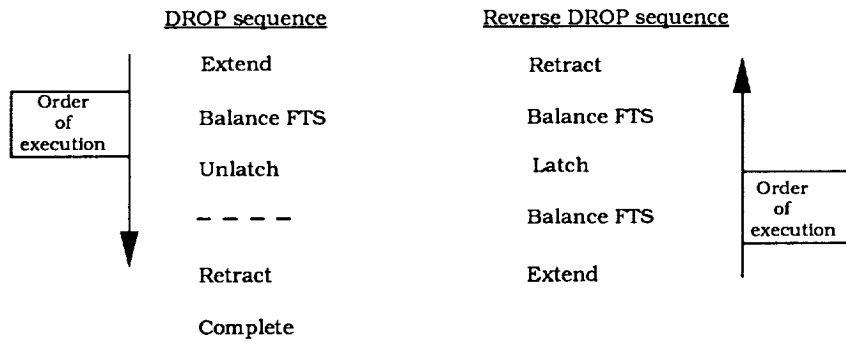 DROP sequence
Order
of
execution
Extend
Balance FTS
Unlatch
– – – –
Retract
Complete
Reverse DROP sequence
Retract
Balance FTS
Latch
Balance FTS
Extend
Order
of
execution